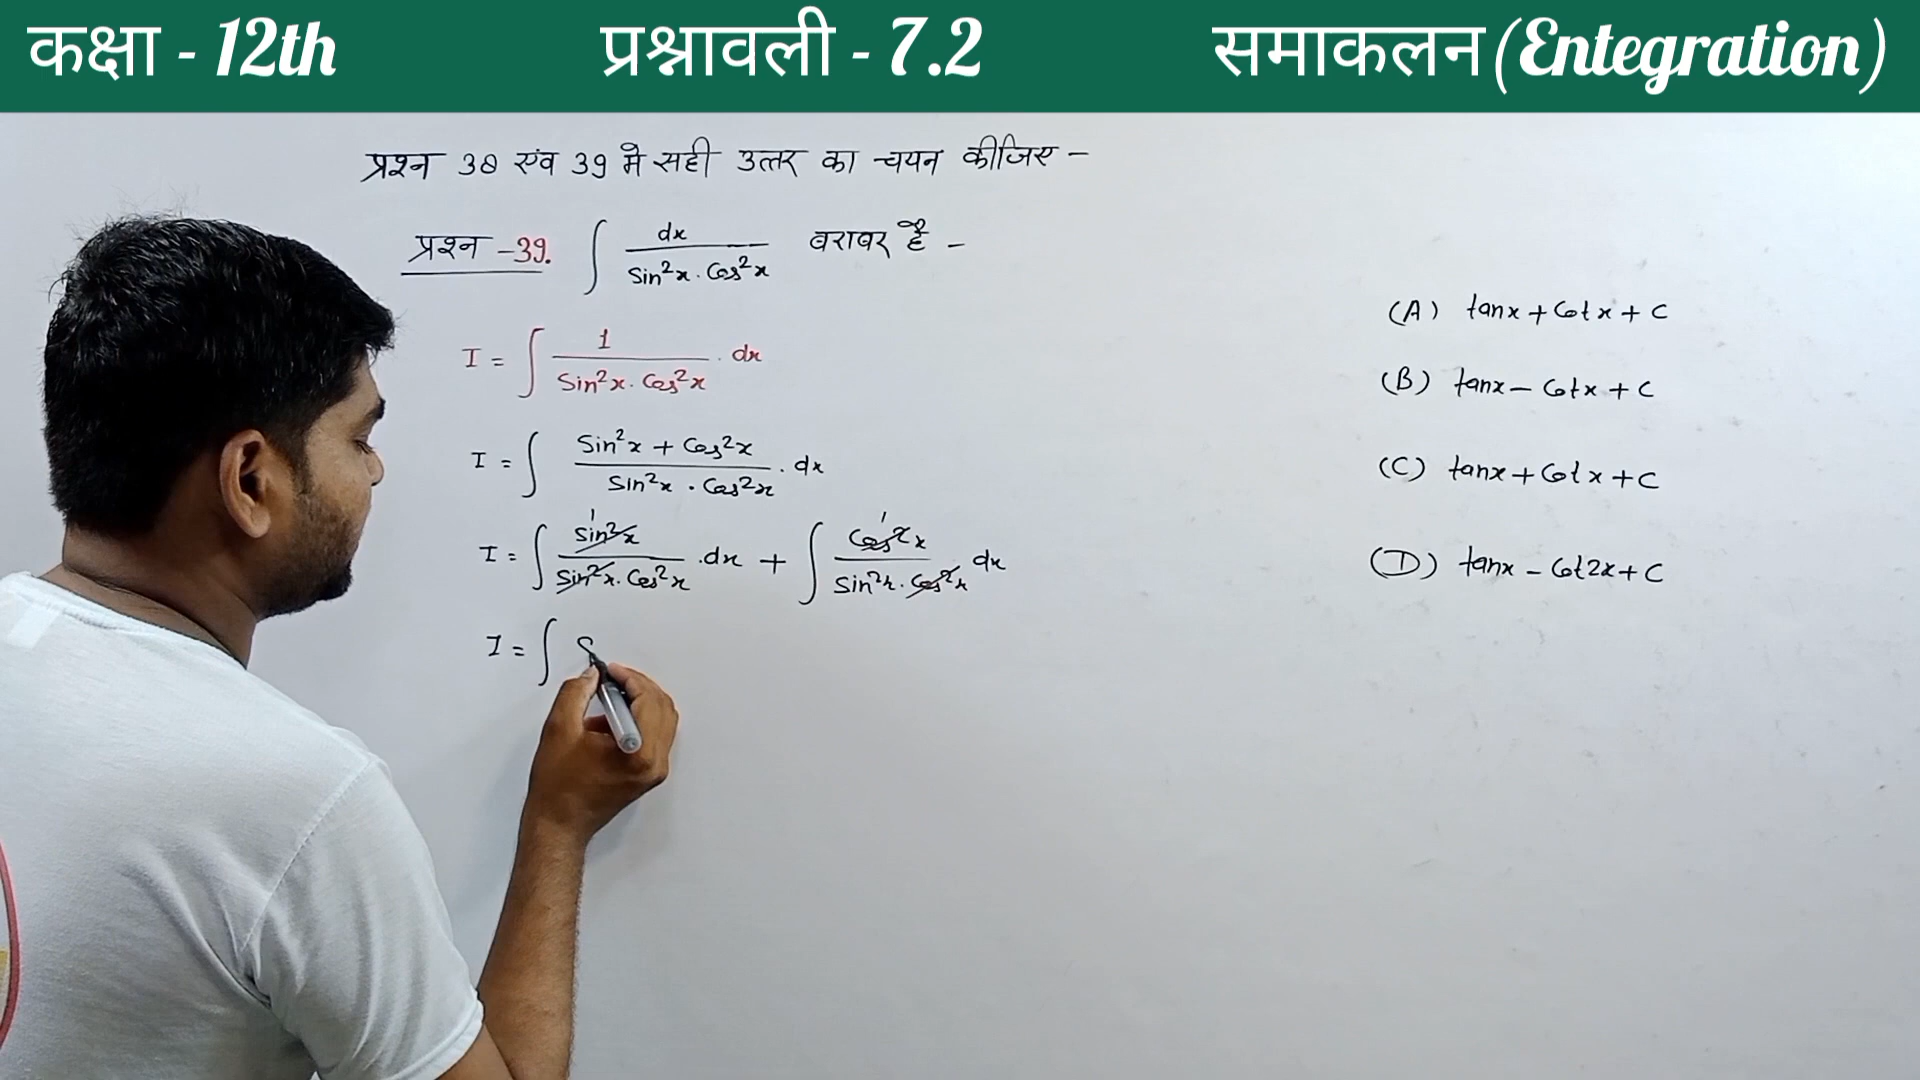 कक्षा - 12th प्रश्नावली - 7.2 समाकलन (Entegration)
प्रश्न 38 एंव 39 मे सही उत्तर का चयन कीजिए -
प्रश्न -39. ∫ dx / Sin²x . Cos²x बराबर है -
I = ∫ 1 / Sin²x . Cos²x . dx
I = ∫ Sin²x + Cos²x / Sin²x . Cos²x . dx
I = ∫ Sin²x / Sin²x . Cos²x . dx + ∫ Cos²x / Sin²x . Cos²x dx
I = ∫ S
(A) tanx + Cotx + C
(B) tanx - Cotx + C
(C) tanx + Cotx + C
(D) tanx - Cot2x + C